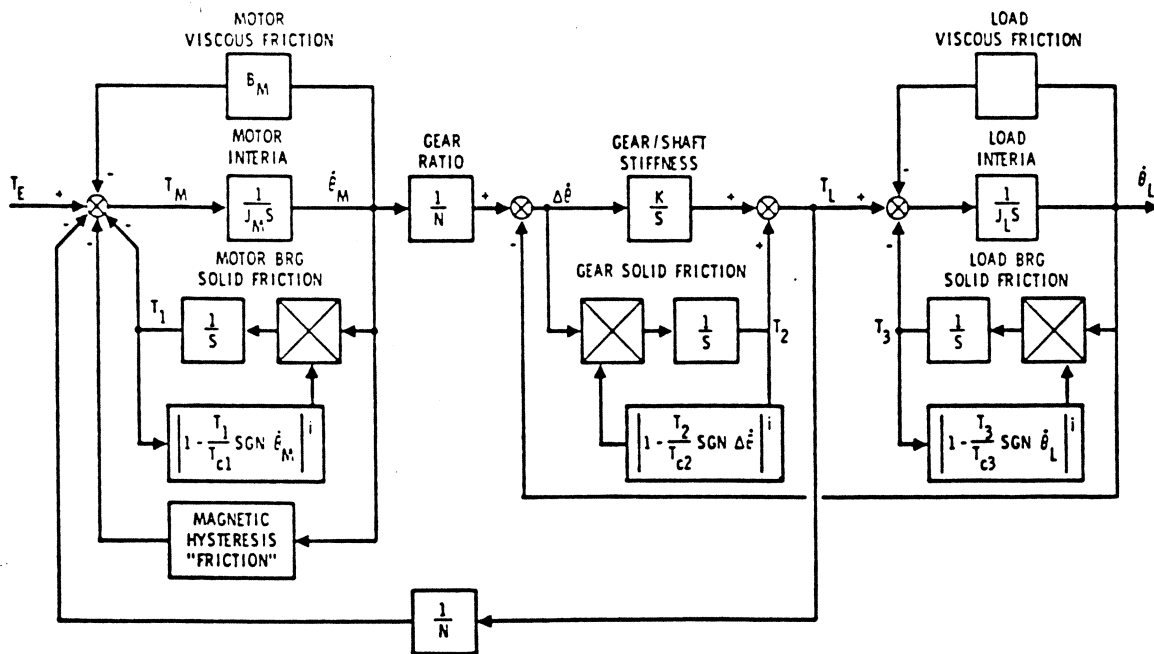 MOTOR
VISCOUS FRICTION
B_M
LOAD
VISCOUS FRICTION
MOTOR
INTERIA
GEAR
RATIO
GEAR/SHAFT
STIFFNESS
LOAD
INTERIA
T_E + - - - -
T_M
1/(J_M S)
θ̇_M
1/N
+ -
Δθ̇
K/S
+ +
T_L
+ - -
1/(J_L S)
θ̇_L
MOTOR BRG
SOLID FRICTION
GEAR SOLID FRICTION
LOAD BRG
SOLID FRICTION
T_1
1/S
1/S
T_2
T_3
1/S
|1 - T_1/T_c1 SGN θ̇_M|^i
|1 - T_2/T_c2 SGN Δθ̇|^i
|1 - T_3/T_c3 SGN θ̇_L|^i
MAGNETIC
HYSTERESIS
"FRICTION"
1/N